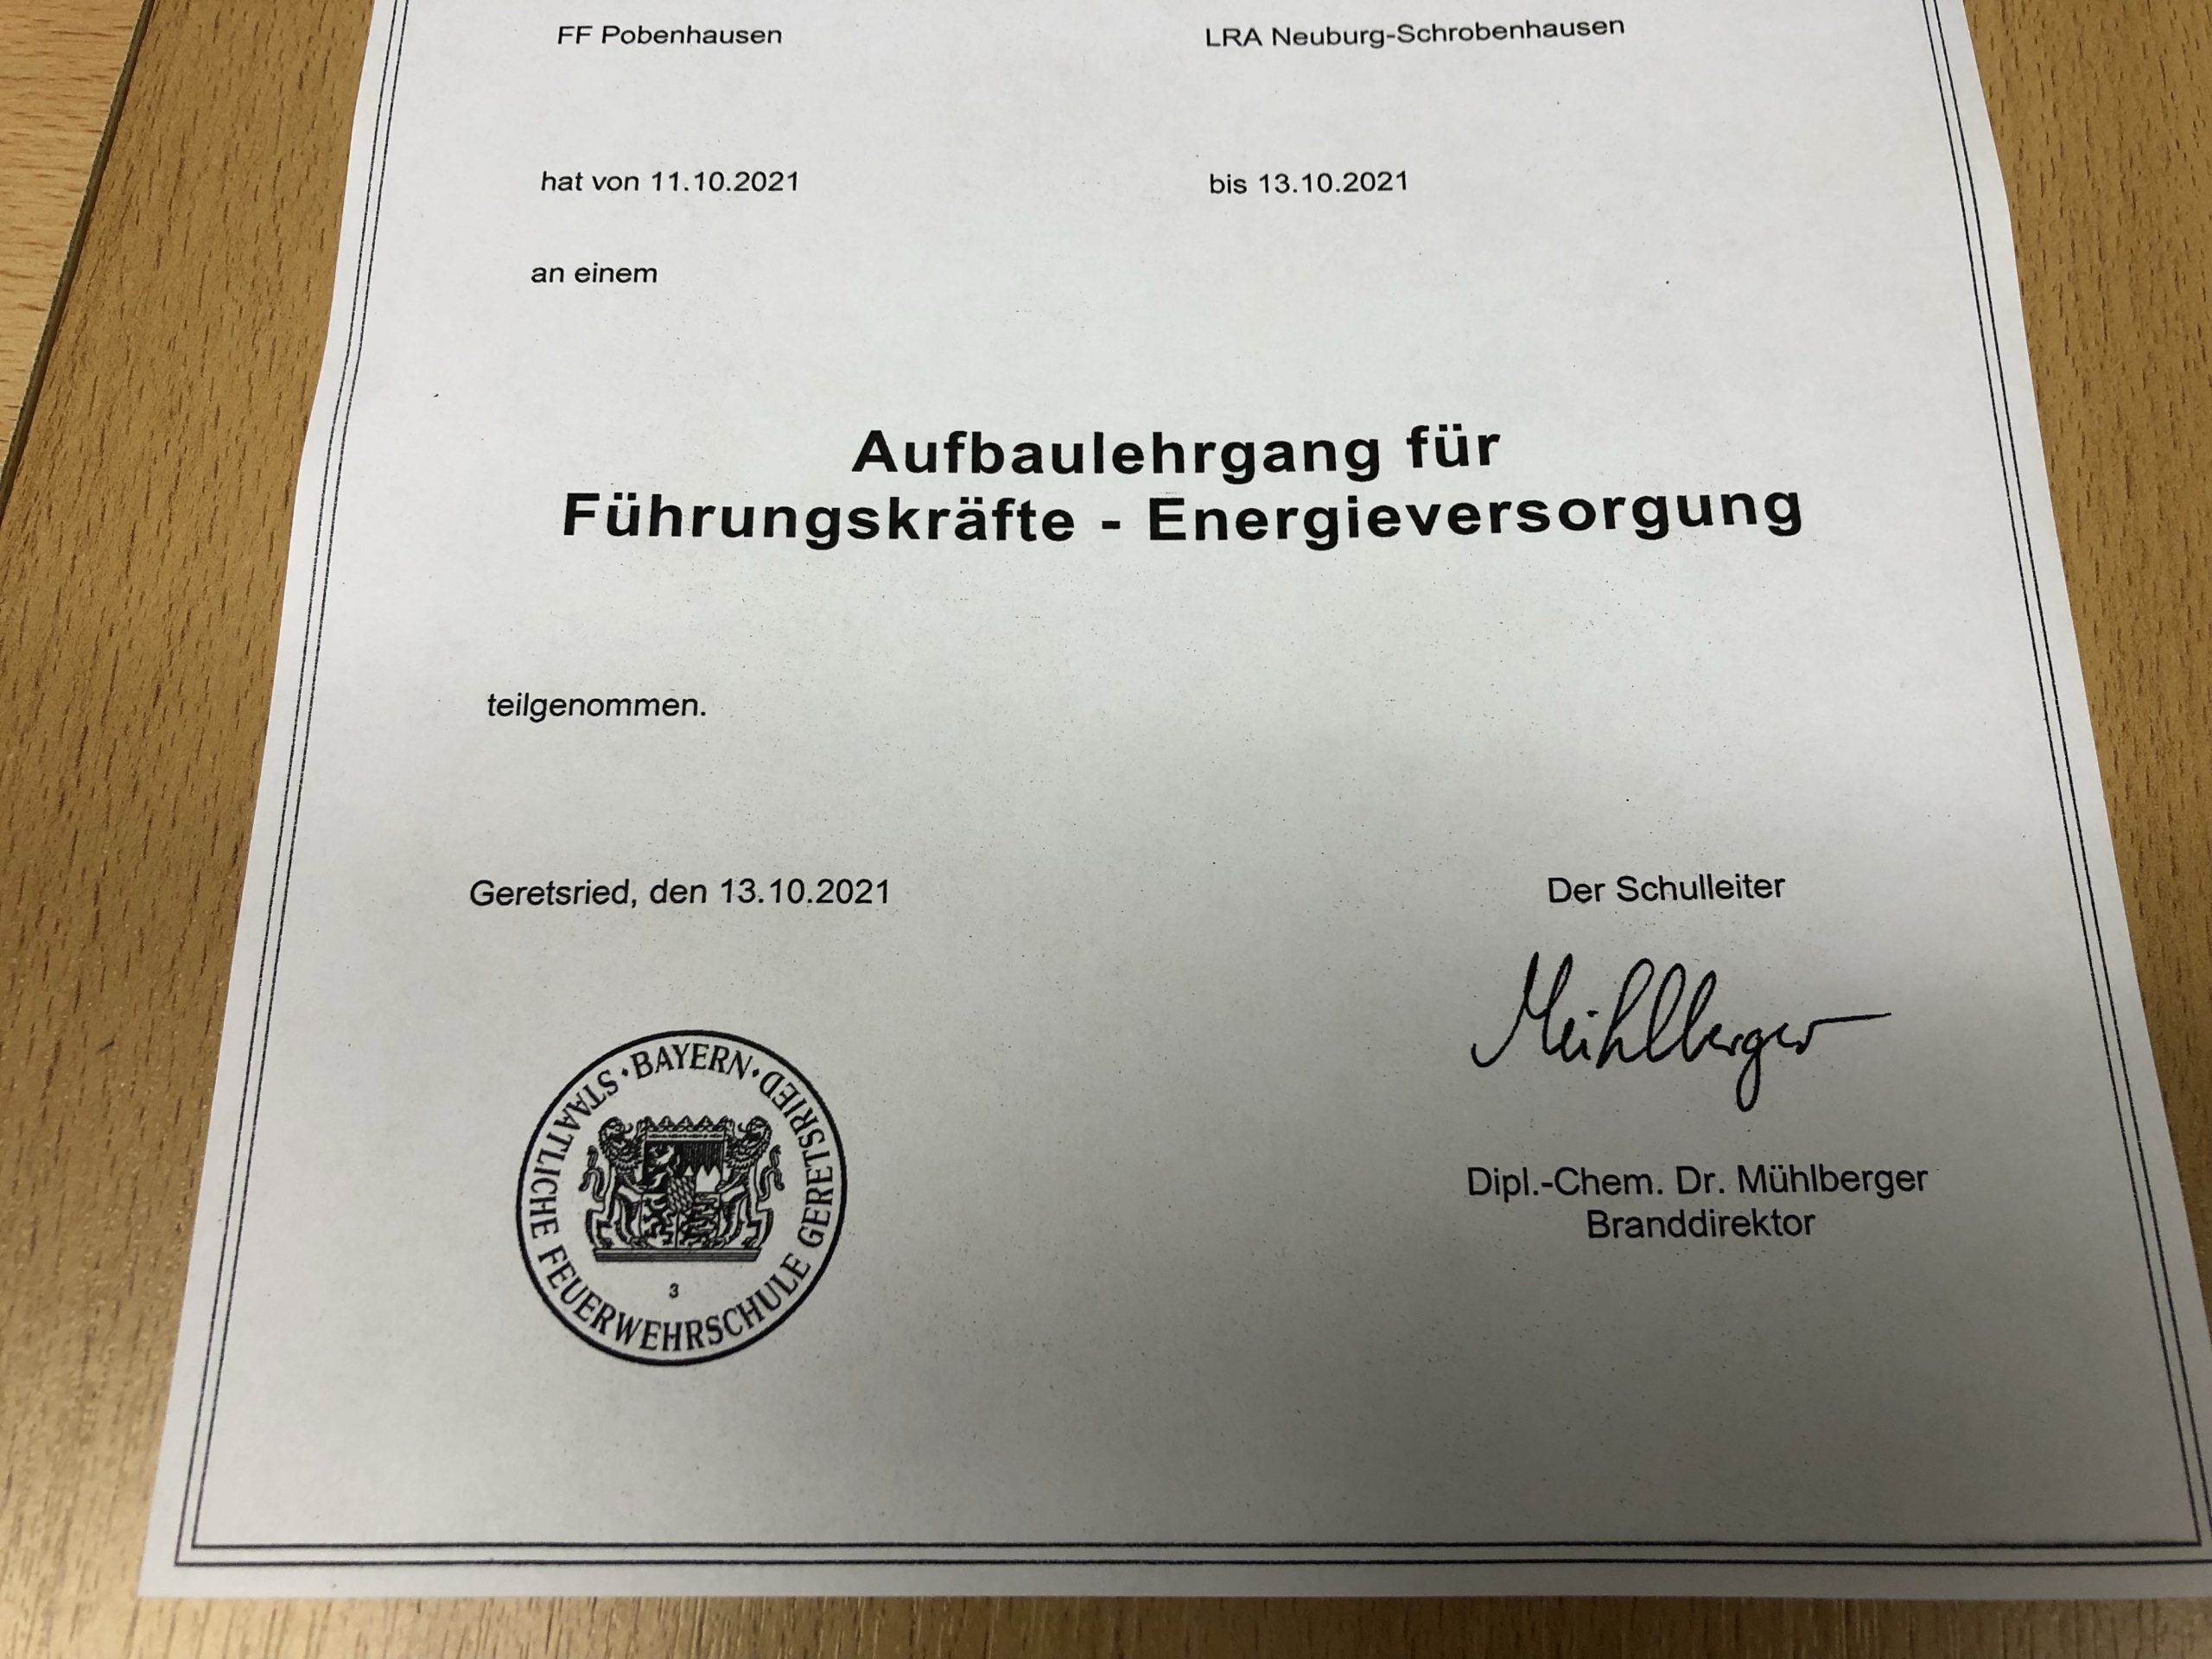 FF Pobenhausen
LRA Neuburg-Schrobenhausen
hat von 11.10.2021
bis 13.10.2021
an einem
Aufbaulehrgang für
Führungskräfte - Energieversorgung
teilgenommen.
Geretsried, den 13.10.2021
Der Schulleiter
Mühlberger
Dipl.-Chem. Dr. Mühlberger
Branddirektor
· BAYERN ·
STAATLICHE FEUERWEHRSCHULE GERETSRIED
3